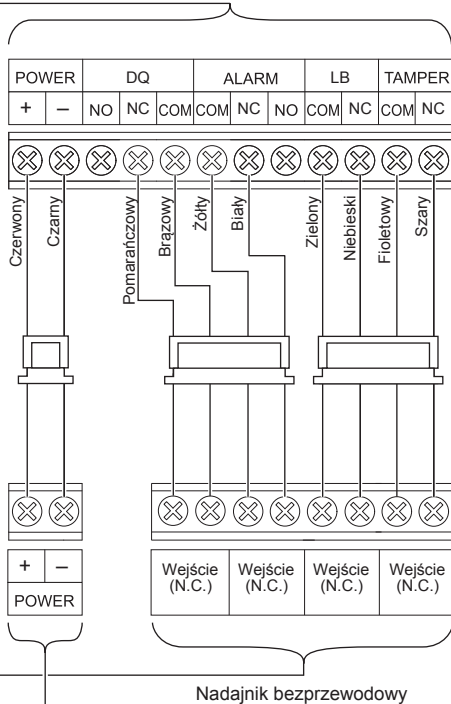 POWER DQ ALARM LB TAMPER
+ – NO NC COM COM NC NO COM NC COM NC
Czerwony
Czarny
Pomarańczowy
Brązowy
Żółty
Biały
Zielony
Niebieski
Fioletowy
Szary
+ –
POWER
Wejście (N.C.)
Wejście (N.C.)
Wejście (N.C.)
Wejście (N.C.)
Nadajnik bezprzewodowy